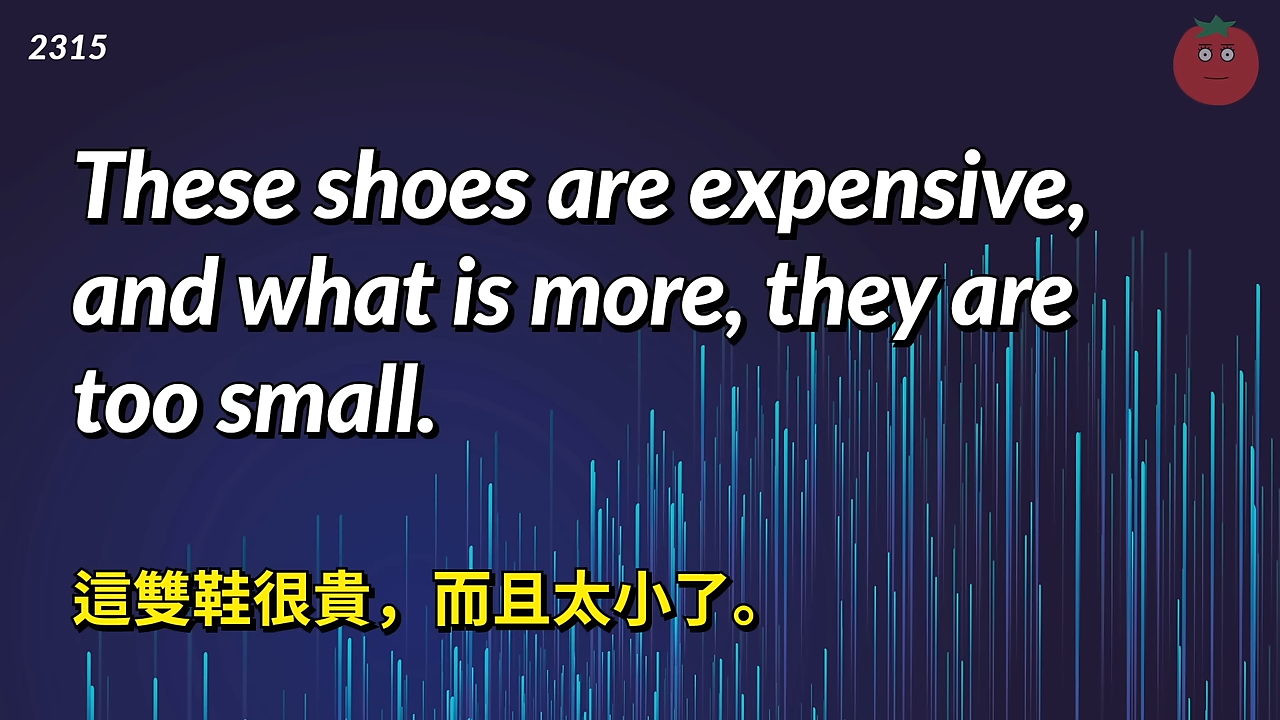 2315
These shoes are expensive,
and what is more, they are
too small.
這雙鞋很貴，而且太小了。